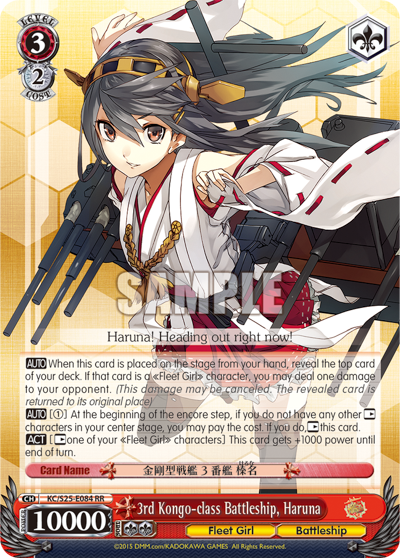 LEVEL
3
2
COST
SAMPLE
Haruna! Heading out right now!
AUTO When this card is placed on the stage from your hand, reveal the top card
of your deck. If that card is a «Fleet Girl» character, you may deal one damage
to your opponent. (This damage may be canceled. The revealed card is
returned to its original place)
AUTO [①] At the beginning of the encore step, if you do not have any other
characters in your center stage, you may pay the cost. If you do, this card.
ACT [one of your «Fleet Girl» characters] This card gets +1000 power until
end of turn.
Card Name
はるな
金剛型戦艦 3 番艦 榛名
CH KC/S25-E084 RR
3rd Kongo-class Battleship, Haruna
10000
Fleet Girl
Battleship
©2015 DMM.com/KADOKAWA GAMES All Rights Reserved.